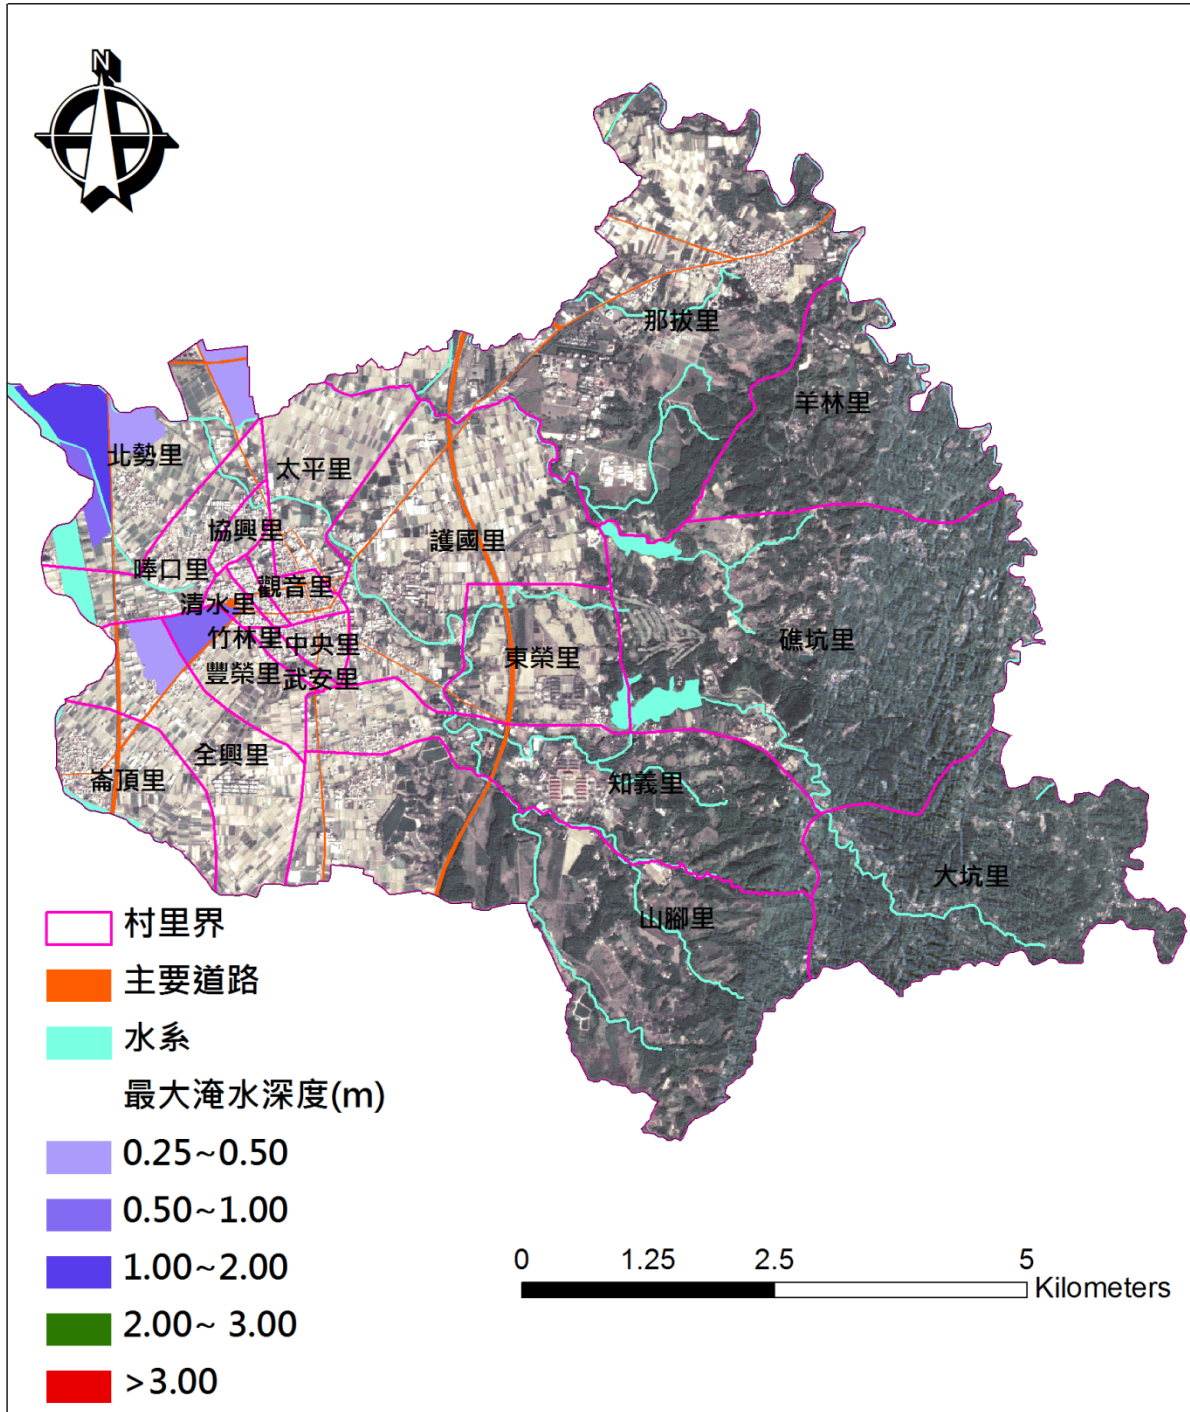 N
那拔里
羊林里
北勢里
太平里
協興里
護國里
啤口里
觀音里
清水里
竹林里
中央里
礁坑里
東榮里
豐榮里
武安里
全興里
知義里
崙頂里
大坑里
山腳里
村里界
主要道路
水系
最大淹水深度(m)
0.25~0.50
0.50~1.00
1.00~2.00
2.00~ 3.00
>3.00
0 1.25 2.5 5
Kilometers